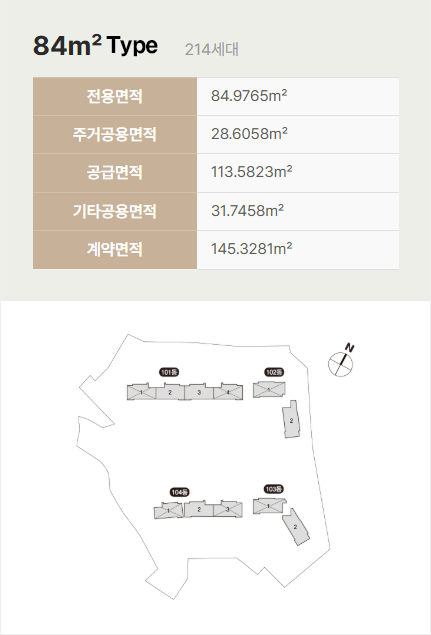 84m² Type 214세대
전용면적 84.9765m²
주거공용면적 28.6058m²
공급면적 113.5823m²
기타공용면적 31.7458m²
계약면적 145.3281m²
N
101동 102동
1 2 3 4 1
2
104동 103동
1 2 3 1
2